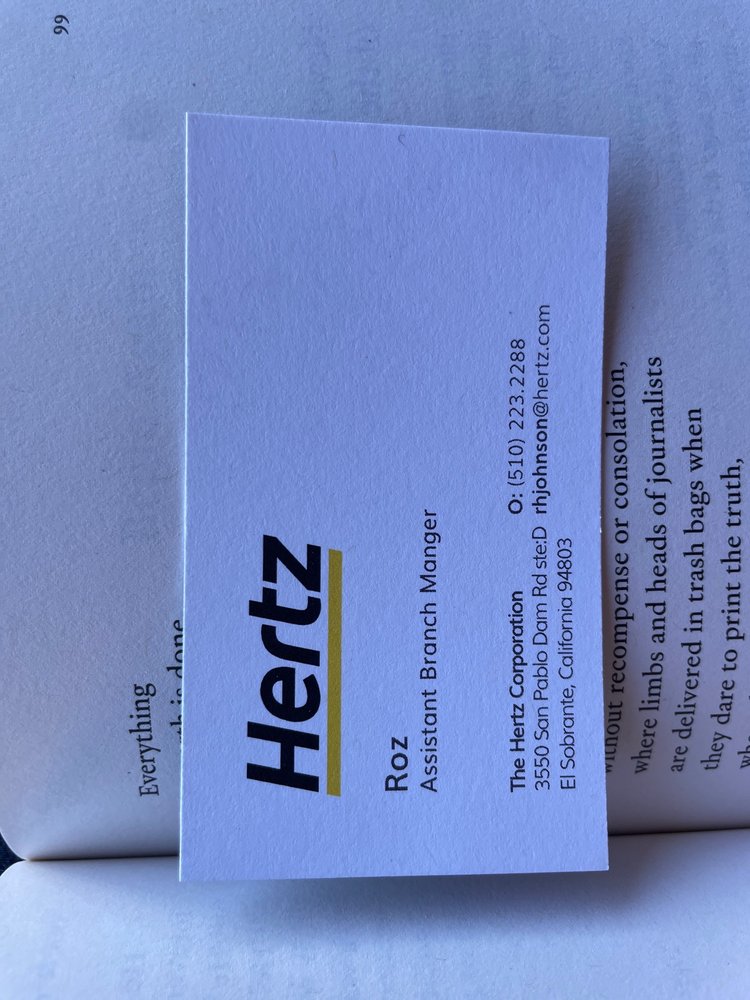 99
Everything
is done
Hertz
Roz
Assistant Branch Manger
The Hertz Corporation
3550 San Pablo Dam Rd ste:D
El Sobrante, California 94803
O: (510) 223.2288
rhjohnson@hertz.com
without recompense or consolation,
where limbs and heads of journalists
are delivered in trash bags when
they dare to print the truth,